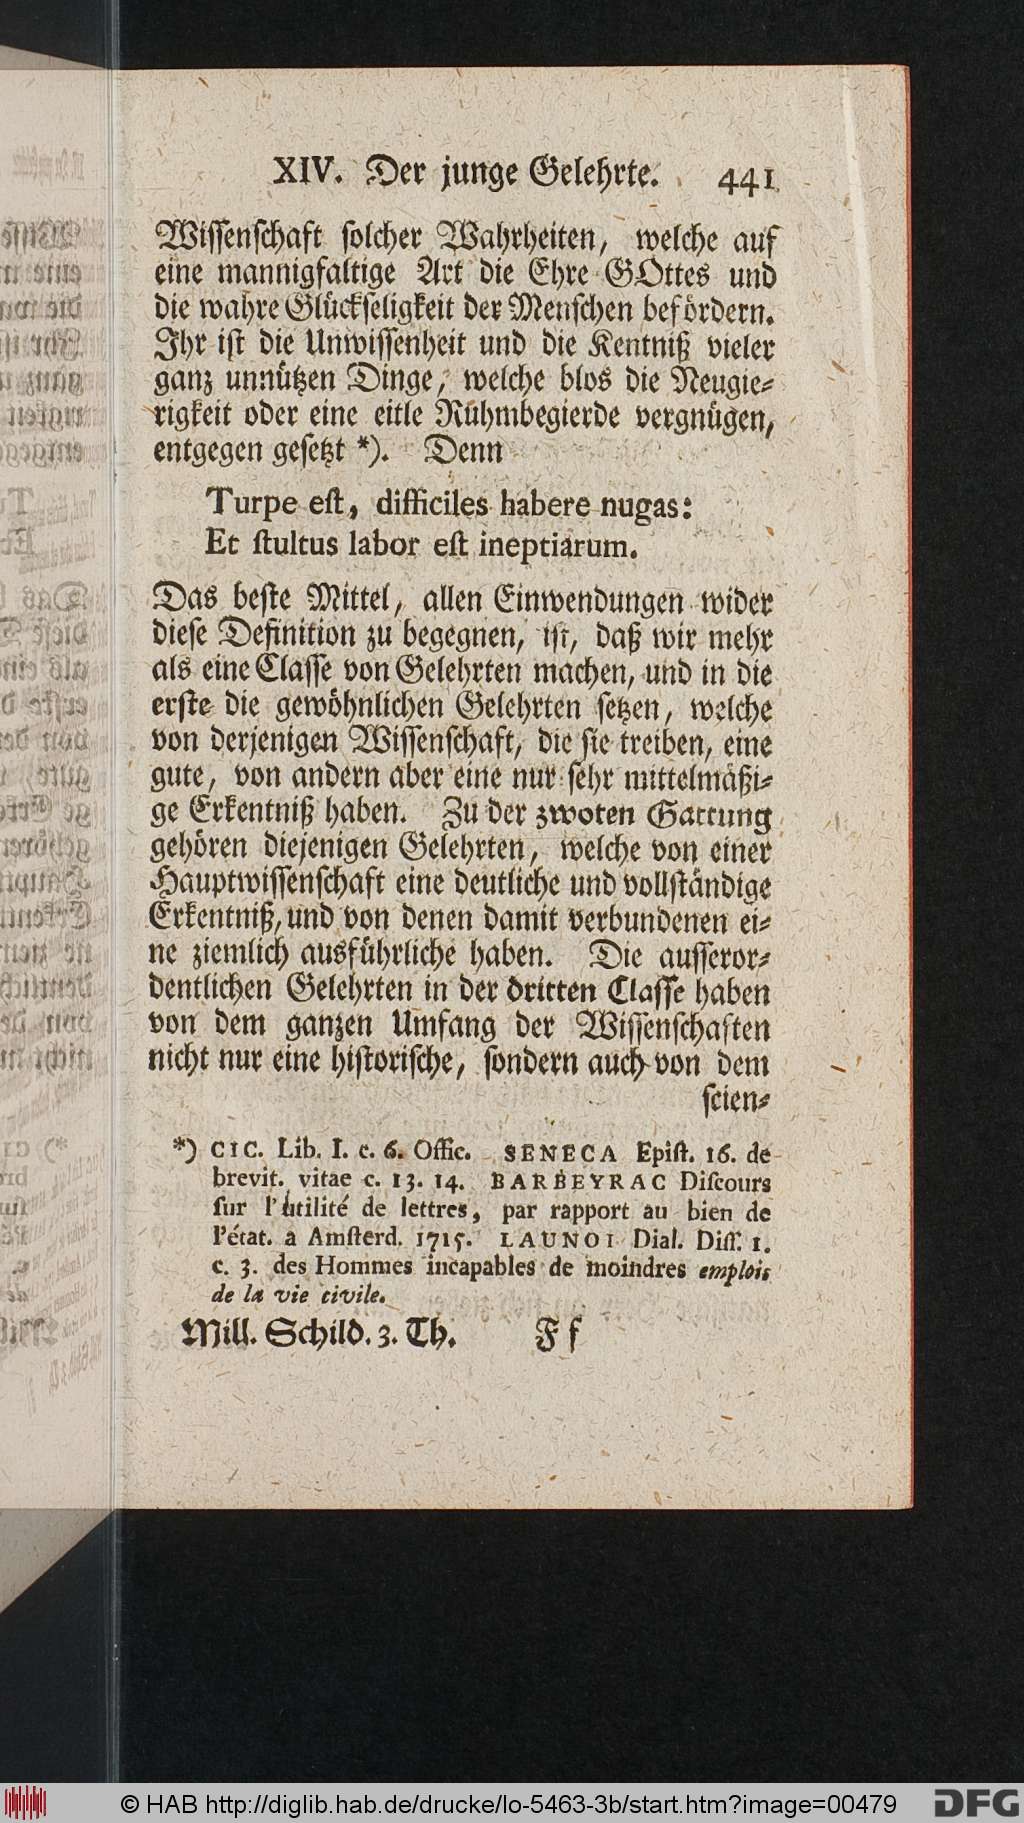 XIV. Der junge Gelehrte. 441
Wissenschaft solcher Wahrheiten, welche auf
eine mannigfaltige Art die Ehre GOttes und
die wahre Glückseligkeit der Menschen befördern.
Ihr ist die Unwissenheit und die Kentniß vieler
ganz unnützen Dinge, welche blos die Neugie-
rigkeit oder eine eitle Ruhmbegierde vergnügen,
entgegen gesetzt *). Denn
Turpe est, difficiles habere nugas:
Et stultus labor est ineptiarum.
Das beste Mittel, allen Einwendungen wider
diese Definition zu begegnen, ist, daß wir mehr
als eine Classe von Gelehrten machen, und in die
erste die gewöhnlichen Gelehrten setzen, welche
von derjenigen Wissenschaft, die sie treiben, eine
gute, von andern aber eine nur sehr mittelmäßi-
ge Erkentniß haben. Zu der zwoten Gattung
gehören diejenigen Gelehrten, welche von einer
Hauptwissenschaft eine deutliche und vollständige
Erkentniß, und von denen damit verbundenen ei-
ne ziemlich ausführliche haben. Die ausseror-
dentlichen Gelehrten in der dritten Classe haben
von dem ganzen Umfang der Wissenschaften
nicht nur eine historische, sondern auch von dem
scien-
*) CIC. Lib. I. c. 6. Offic. SENECA Epist. 16. de
brevit. vitae c. 13. 14. BARBEYRAC Discours
sur l'utilité de lettres, par rapport au bien de
l'état. a Amsterd. 1715. LAUNOI Dial. Diss. 1.
c. 3. des Hommes incapables de moindres emplois
de la vie civile.
Mill. Schild. 3. Th. Ff
© HAB http://diglib.hab.de/drucke/lo-5463-3b/start.htm?image=00479
DFG